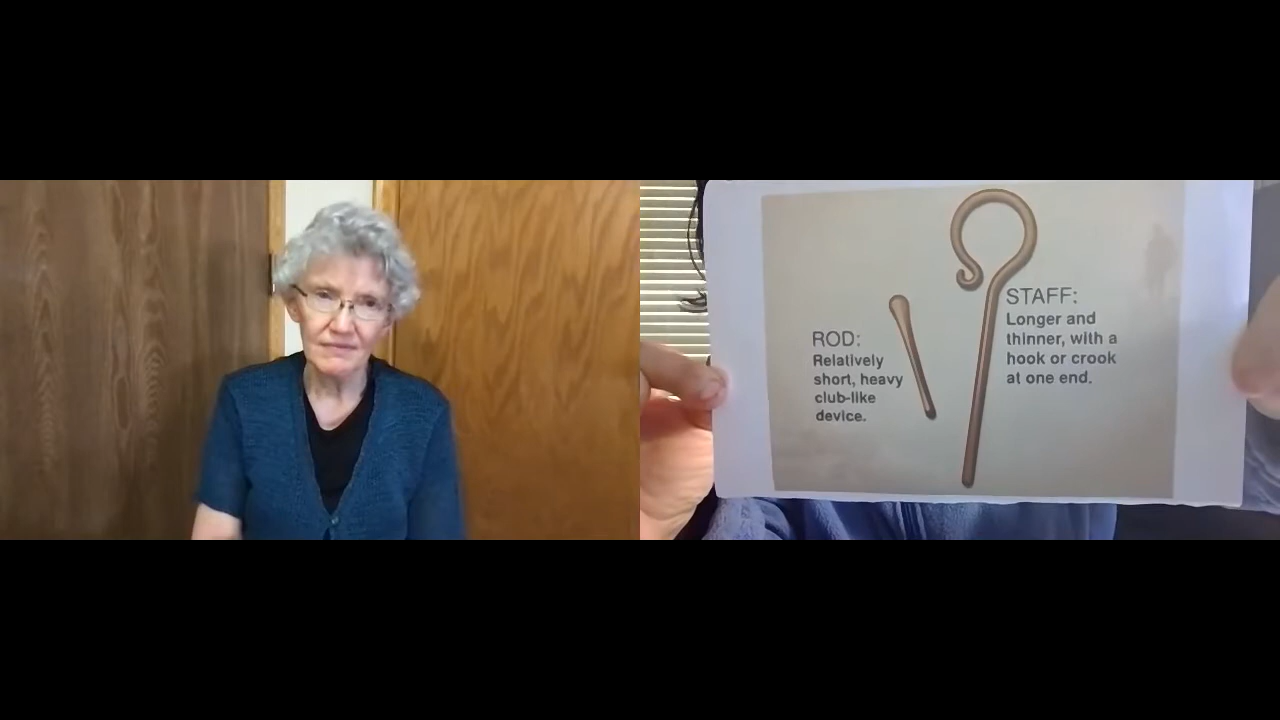 ROD:
Relatively
short, heavy
club-like
device.
STAFF:
Longer and
thinner, with a
hook or crook
at one end.